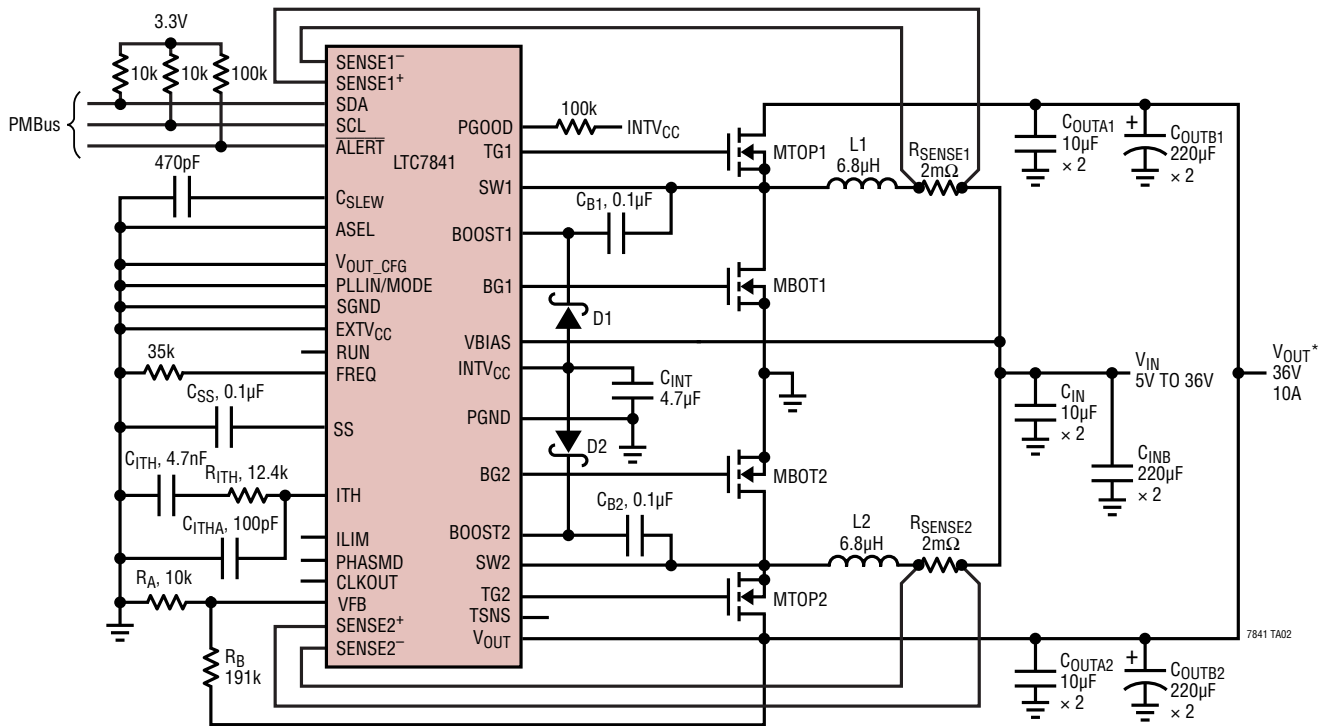 3.3V
10k
10k
100k
PMBus
SDA
SCL
ALERT
470pF
CSLEW
ASEL
VOUT_CFG
PLLIN/MODE
SGND
EXTVCC
RUN
35k
FREQ
CSS, 0.1µF
SS
CITH, 4.7nF
RITH, 12.4k
ITH
CITHA, 100pF
ILIM
PHASMD
CLKOUT
RA, 10k
VFB
SENSE2+
SENSE2–
RB
191k
SENSE1–
SENSE1+
LTC7841
PGOOD
100k
INTVCC
TG1
SW1
BOOST1
BG1
VBIAS
INTVCC
PGND
BG2
BOOST2
SW2
TG2
TSNS
VOUT
CB1, 0.1µF
D1
CINT
4.7µF
D2
CB2, 0.1µF
MTOP1
MBOT1
MBOT2
MTOP2
L1
6.8µH
RSENSE1
2mΩ
L2
6.8µH
RSENSE2
2mΩ
COUTA1
10µF
× 2
+
COUTB1
220µF
× 2
VIN
5V TO 36V
CIN
10µF
× 2
CINB
220µF
× 2
VOUT*
36V
10A
COUTA2
10µF
× 2
+
COUTB2
220µF
× 2
7841 TA02